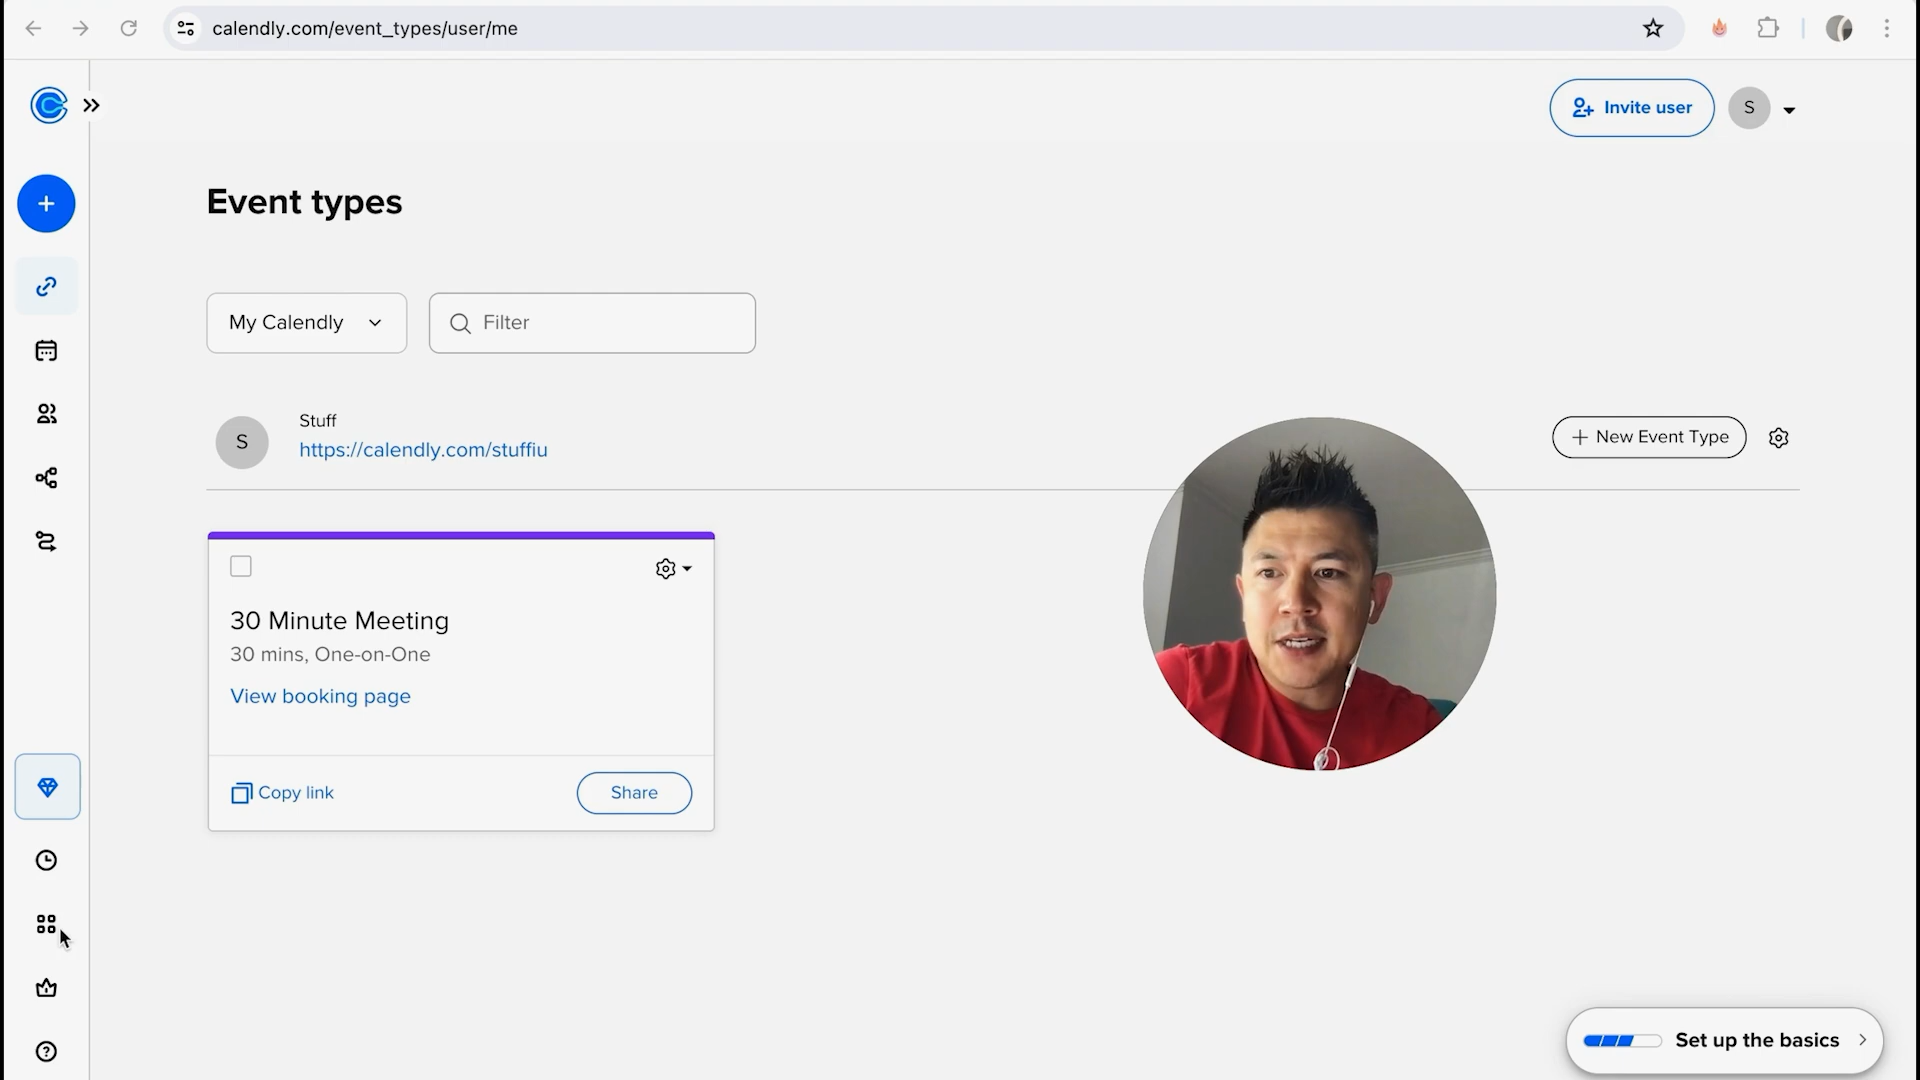 calendly.com/event_types/user/me
Invite user
S
Event types
My Calendly
Filter
S
Stuff
https://calendly.com/stuffiu
New Event Type
30 Minute Meeting
30 mins, One-on-One
View booking page
Copy link
Share
Set up the basics